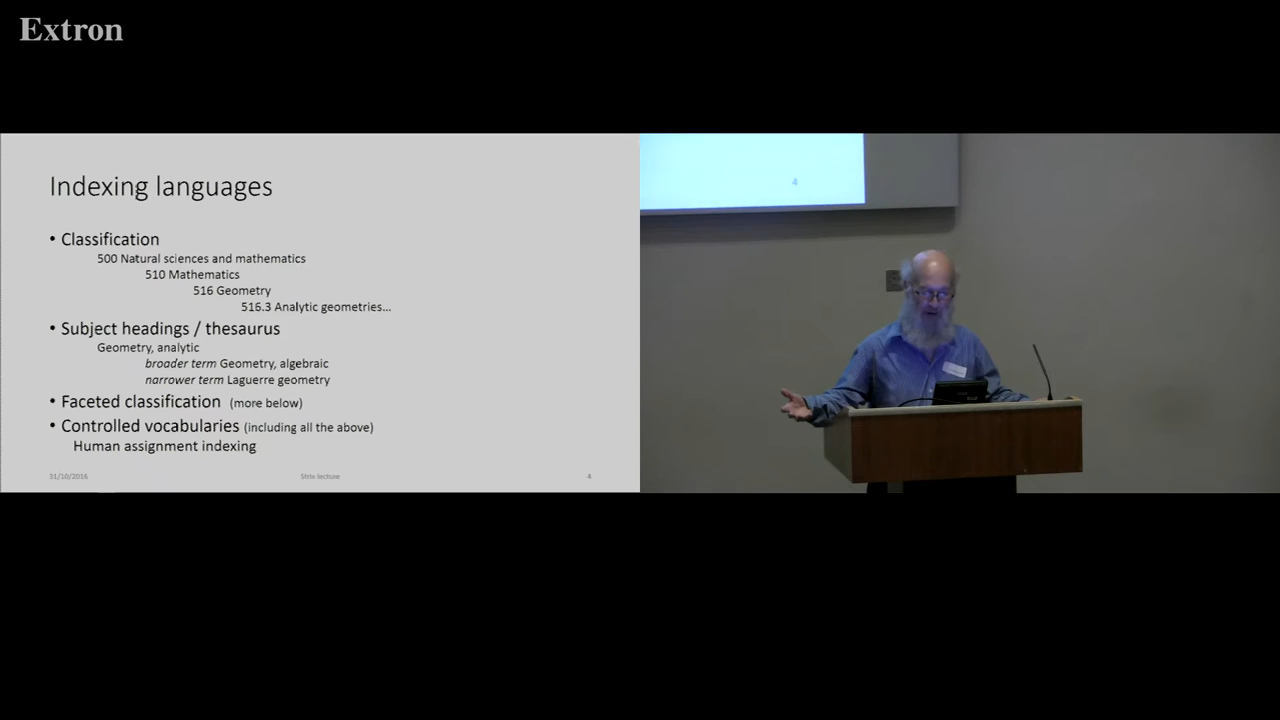 Extron
Indexing languages
• Classification
500 Natural sciences and mathematics
510 Mathematics
516 Geometry
516.3 Analytic geometries...
• Subject headings / thesaurus
Geometry, analytic
broader term Geometry, algebraic
narrower term Laguerre geometry
• Faceted classification (more below)
• Controlled vocabularies (including all the above)
Human assignment indexing
31/10/2016 Strix lecture 4
4